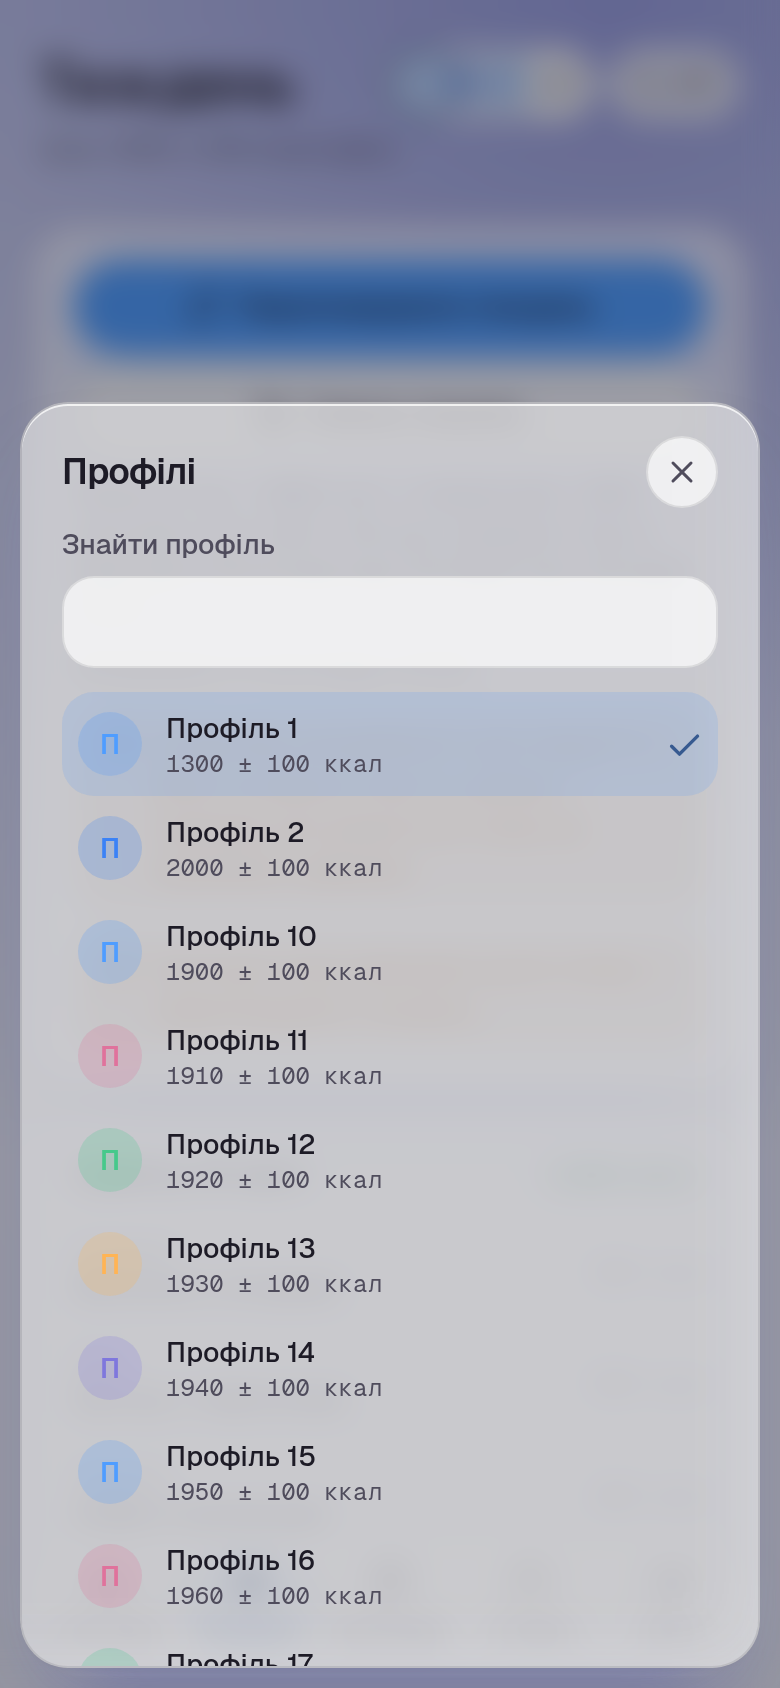 Профілі
Знайти профіль
П
Профіль 1
1300 ± 100 ккал
П
Профіль 2
2000 ± 100 ккал
П
Профіль 10
1900 ± 100 ккал
П
Профіль 11
1910 ± 100 ккал
П
Профіль 12
1920 ± 100 ккал
П
Профіль 13
1930 ± 100 ккал
П
Профіль 14
1940 ± 100 ккал
П
Профіль 15
1950 ± 100 ккал
П
Профіль 16
1960 ± 100 ккал
Профіль 17